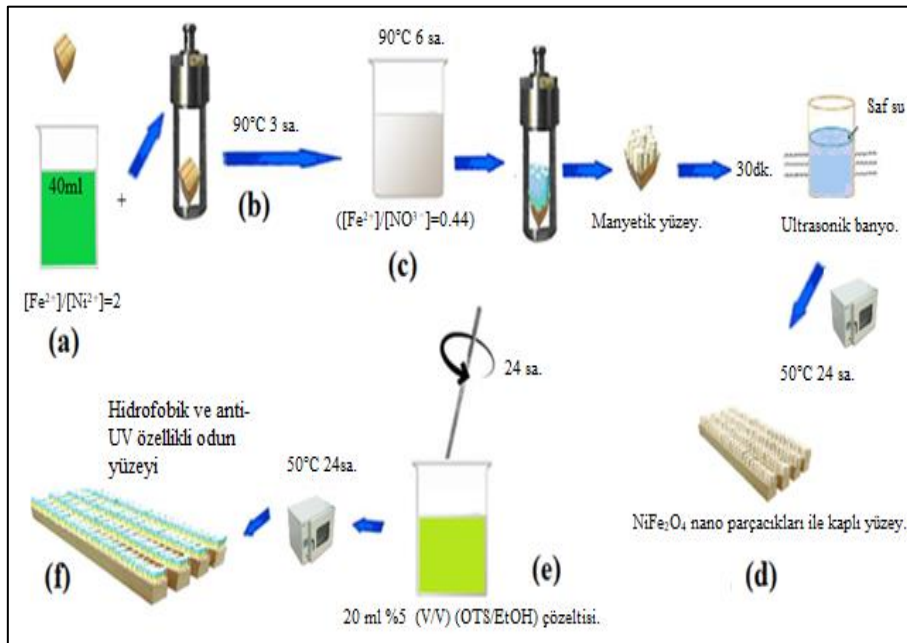 40ml
+
[Fe²⁺]/[Ni²⁺]=2
(a)
90°C 3 sa.
(b)
90°C 6 sa.
([Fe²⁺]/[NO³⁻]=0.44)
(c)
Manyetik yüzey.
30dk.
Saf su
Ultrasonik banyo.
50°C 24 sa.
NiFe₂O₄ nano parçacıkları ile kaplı yüzey.
(d)
24 sa.
(e)
20 ml %5 (V/V) (OTS/EtOH) çözeltisi.
50°C 24sa.
Hidrofobik ve anti-
UV özellikli odun
yüzeyi
(f)